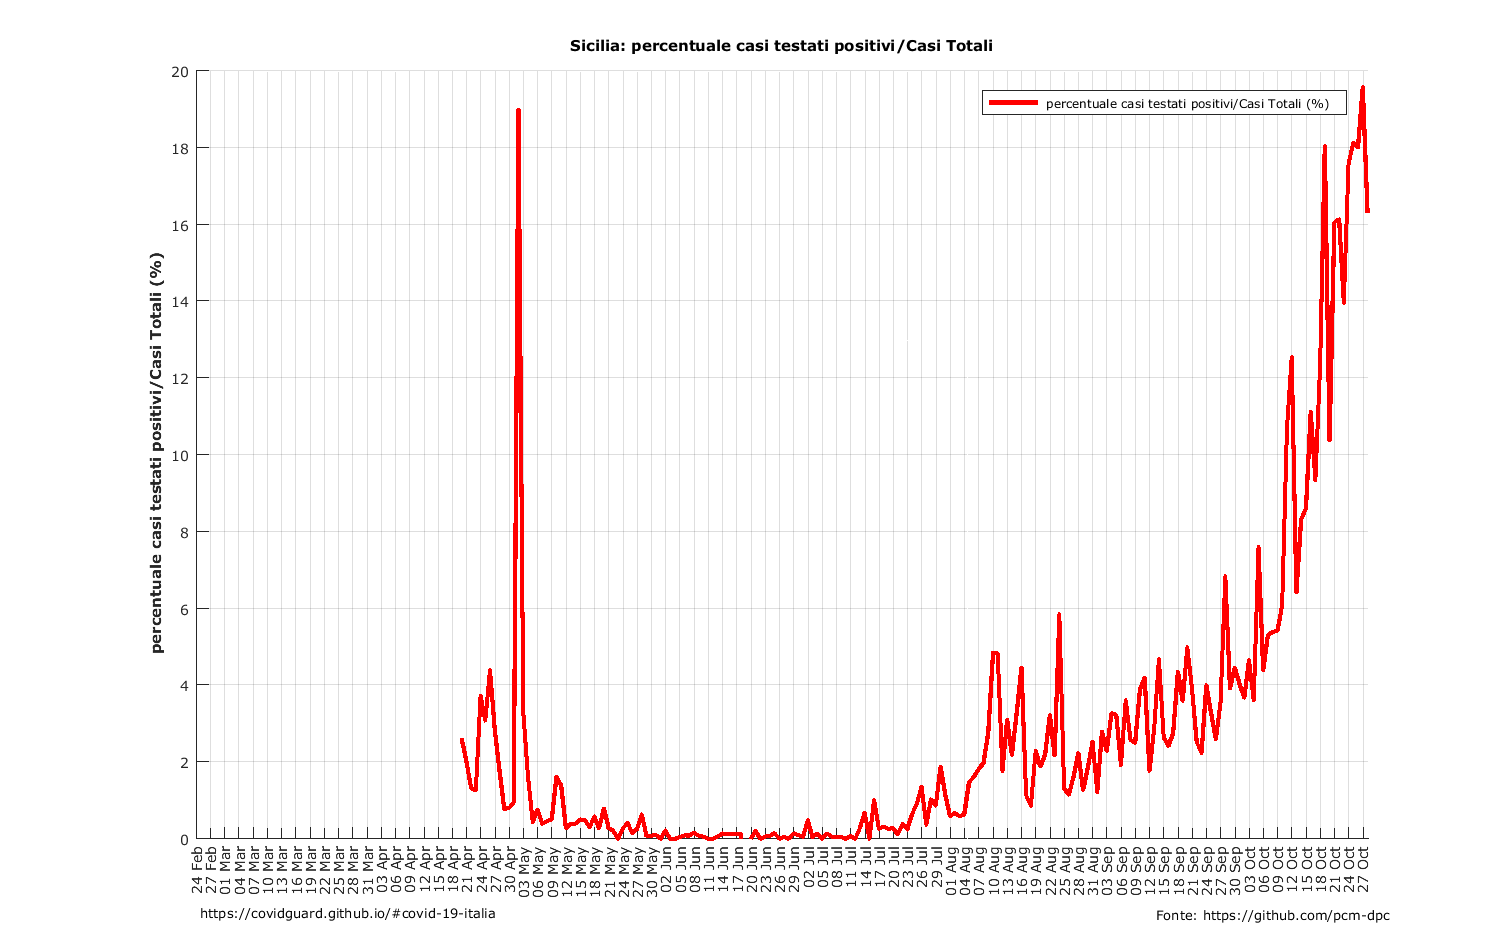 Sicilia: percentuale casi testati positivi/Casi Totali
percentuale casi testati positivi/Casi Totali (%)
percentuale casi testati positivi/Casi Totali (%)
20
18
16
14
12
10
8
6
4
2
0
24 Feb
27 Feb
01 Mar
04 Mar
07 Mar
10 Mar
13 Mar
16 Mar
19 Mar
22 Mar
25 Mar
28 Mar
31 Mar
03 Apr
06 Apr
09 Apr
12 Apr
15 Apr
18 Apr
21 Apr
24 Apr
27 Apr
30 Apr
03 May
06 May
09 May
12 May
15 May
18 May
21 May
24 May
27 May
30 May
02 Jun
05 Jun
08 Jun
11 Jun
14 Jun
17 Jun
20 Jun
23 Jun
26 Jun
29 Jun
02 Jul
05 Jul
08 Jul
11 Jul
14 Jul
17 Jul
20 Jul
23 Jul
26 Jul
29 Jul
01 Aug
04 Aug
07 Aug
10 Aug
13 Aug
16 Aug
19 Aug
22 Aug
25 Aug
28 Aug
31 Aug
03 Sep
06 Sep
09 Sep
12 Sep
15 Sep
18 Sep
21 Sep
24 Sep
27 Sep
30 Sep
03 Oct
06 Oct
09 Oct
12 Oct
15 Oct
18 Oct
21 Oct
24 Oct
27 Oct
https://covidguard.github.io/#covid-19-italia
Fonte: https://github.com/pcm-dpc